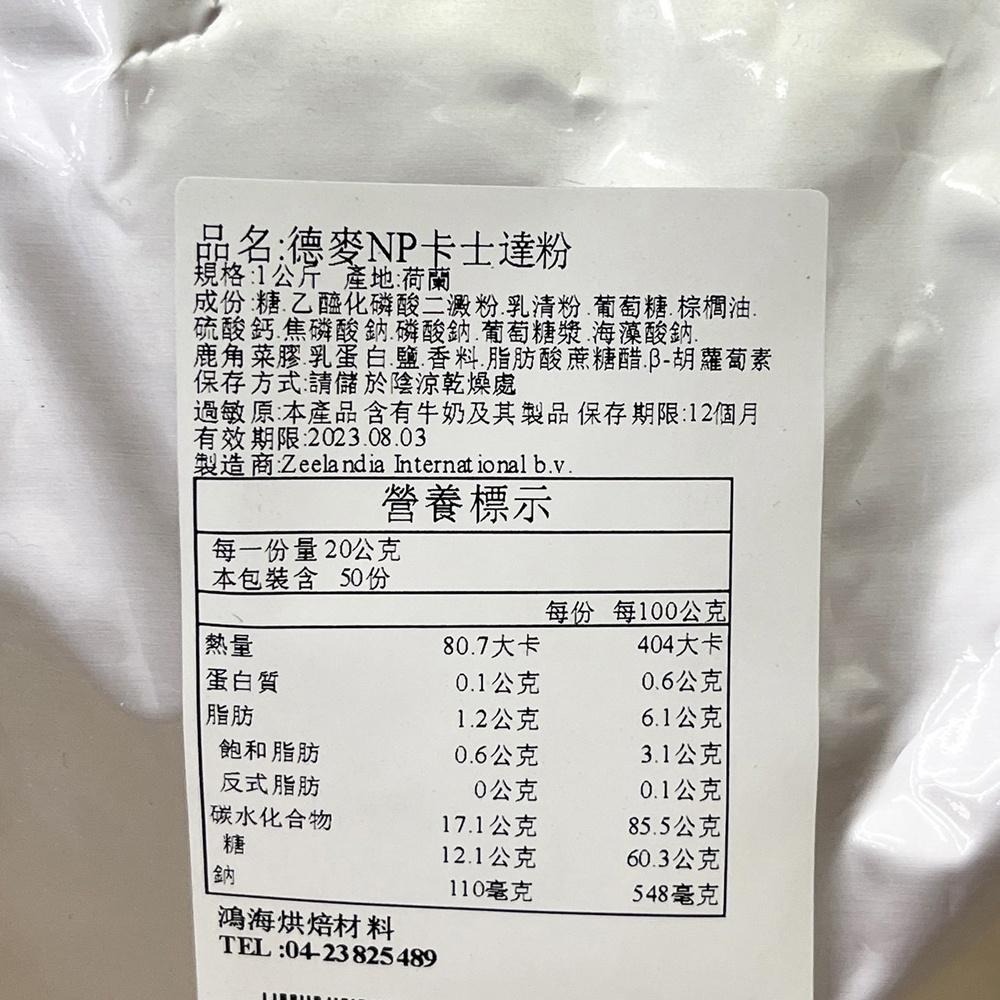 品名:德麥NP卡士達粉
規格:1公斤 產地:荷蘭
成份:糖.乙醯化磷酸二澱粉.乳清粉.葡萄糖.棕櫚油.
硫酸鈣.焦磷酸鈉.磷酸鈉.葡萄糖漿.海藻酸鈉.
鹿角菜膠.乳蛋白.鹽.香料.脂肪酸蔗糖醋.β-胡蘿蔔素
保存方式:請儲於陰涼乾燥處
過敏原:本產品含有牛奶及其製品 保存期限:12個月
有效期限:2023.08.03
製造商:Zeelandia International b.v.
營養標示
每一份量 20公克
本包裝含 50份
每份 每100公克
熱量 80.7大卡 404大卡
蛋白質 0.1公克 0.6公克
脂肪 1.2公克 6.1公克
飽和脂肪 0.6公克 3.1公克
反式脂肪 0公克 0.1公克
碳水化合物 17.1公克 85.5公克
糖 12.1公克 60.3公克
鈉 110毫克 548毫克
鴻海烘焙材料
TEL :04-23825489